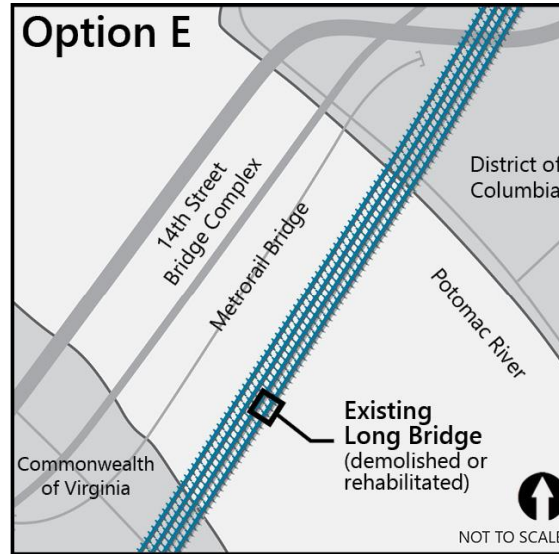 Option E
14th Street
Bridge Complex
Metrorail Bridge
District of
Columbia
Potomac River
Existing
Long Bridge
(demolished or
rehabilitated)
Commonwealth
of Virginia
NOT TO SCALE